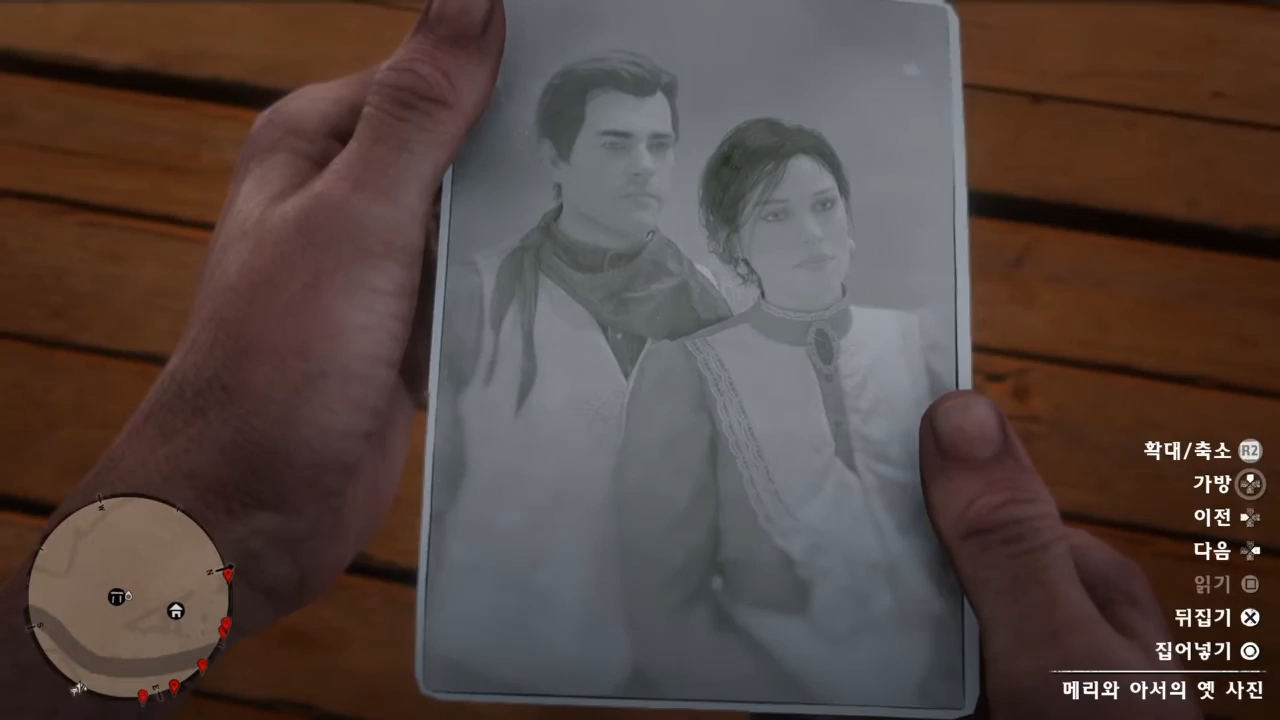 확대/축소 R2
가방
이전
다음
읽기
뒤집기
집어넣기
메리와 아서의 옛 사진